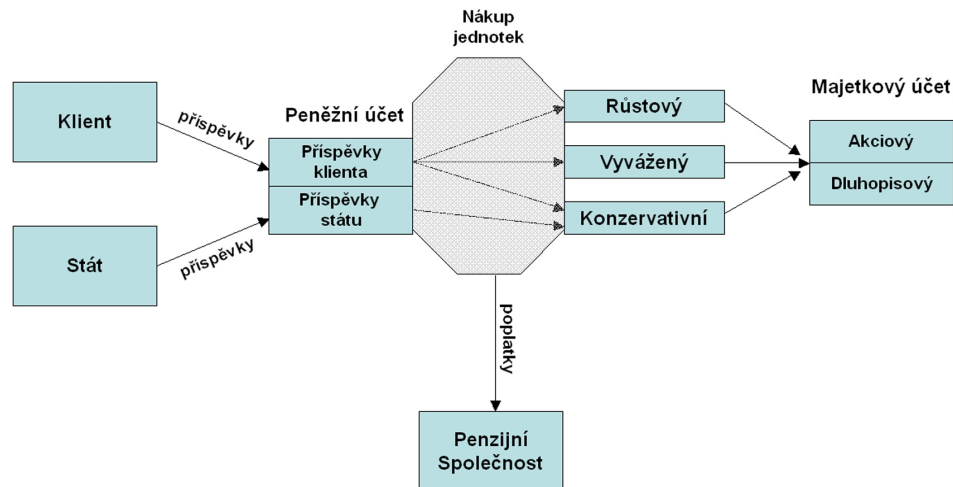 Nákup
jednotek
Klient
příspěvky
Peněžní účet
Příspěvky
klienta
Příspěvky
státu
Stát
příspěvky
Růstový
Vyvážený
Konzervativní
Majetkový účet
Akciový
Dluhopisový
poplatky
Penzijní
Společnost